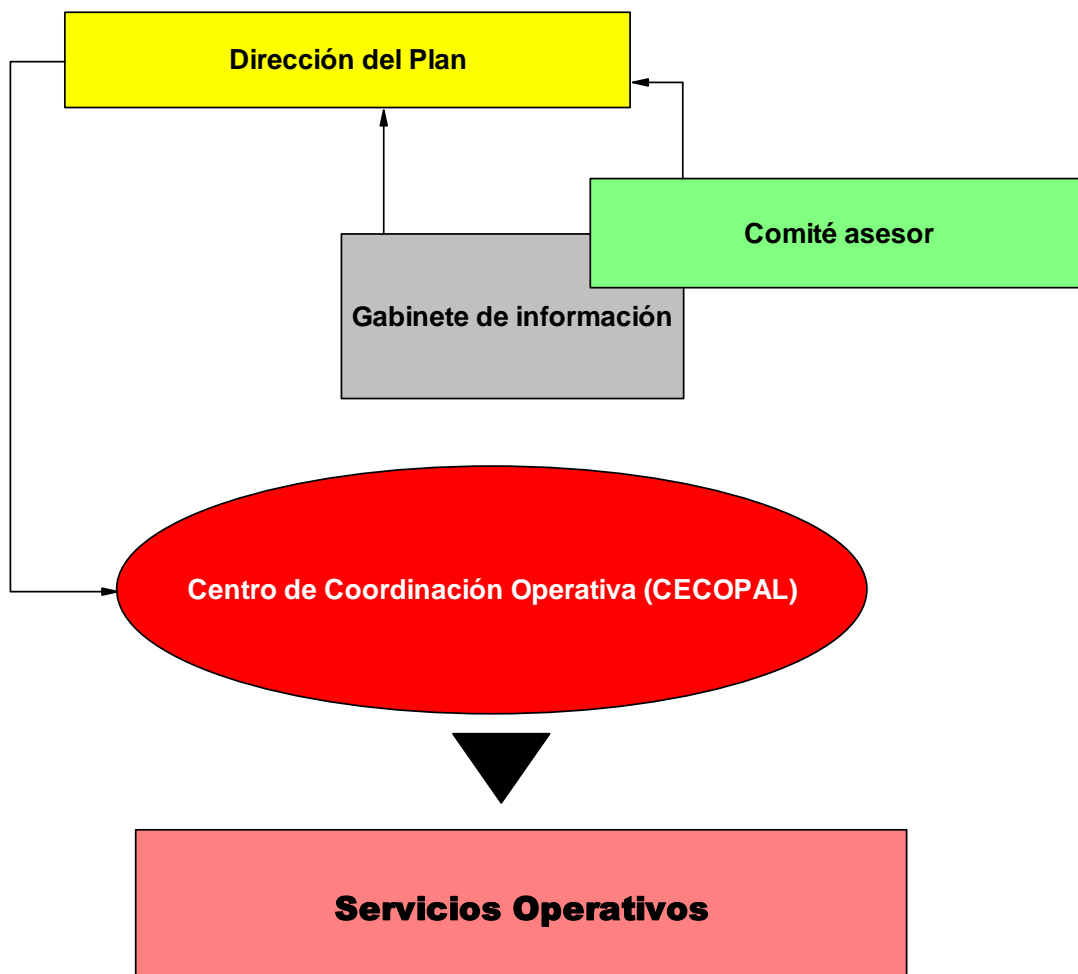 Dirección del Plan
Comité asesor
Gabinete de información
Centro de Coordinación Operativa (CECOPAL)
Servicios Operativos